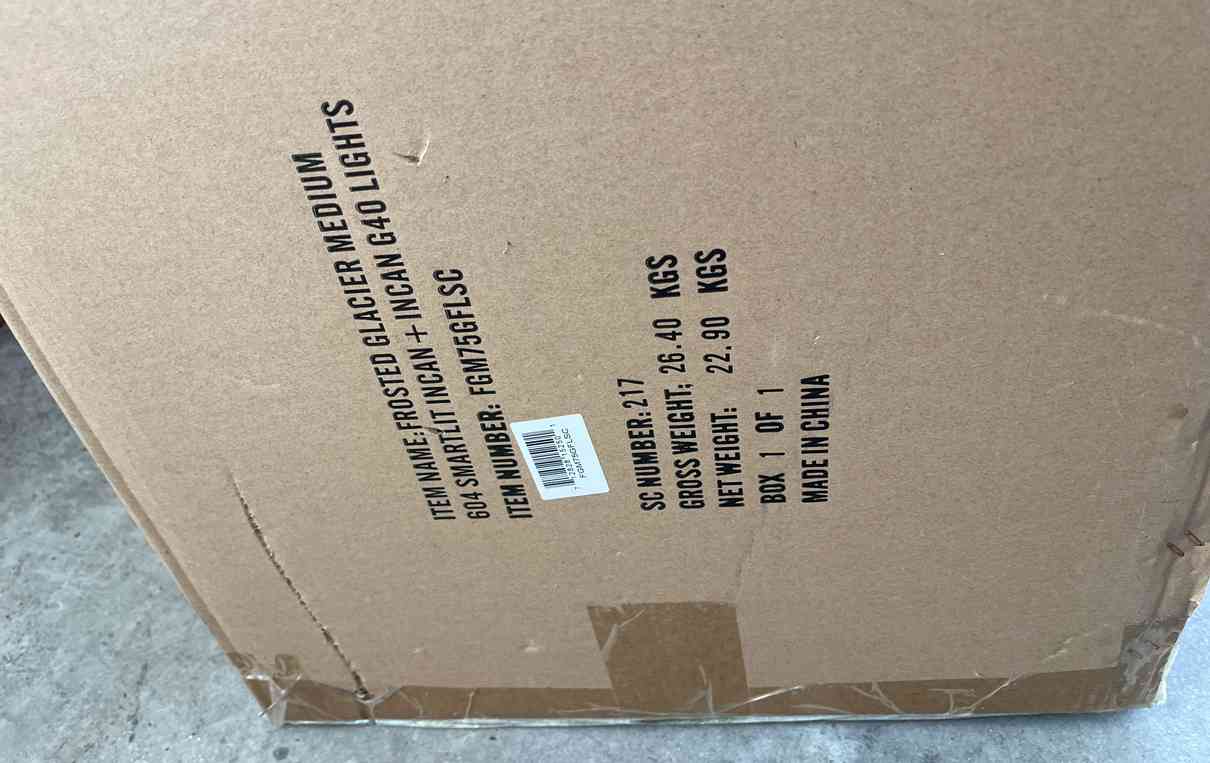 ITEM NAME:FROSTED GLACIER MEDIUM
604 SMARTLIT INCAN + INCAN G40 LIGHTS
ITEM NUMBER: FGM75GFLSC
FGM75GFLSC
SC NUMBER:217
GROSS WEIGHT: 26.40 KGS
NET WEIGHT: 22.90 KGS
BOX 1 OF 1
MADE IN CHINA